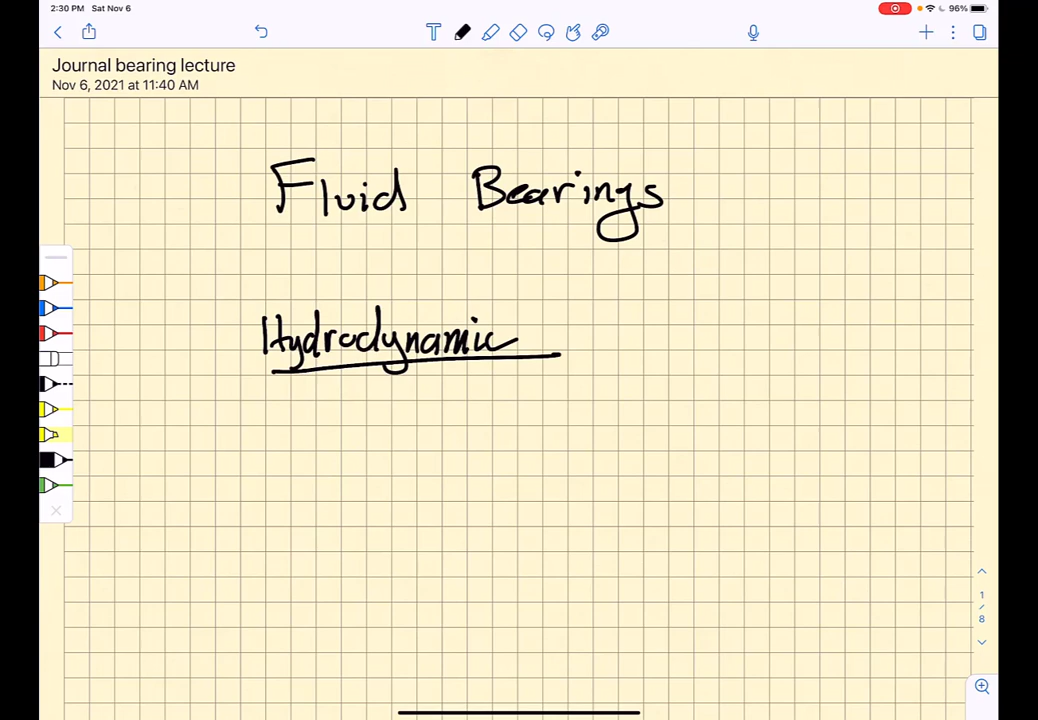 2:30 PM Sat Nov 6 96%
T
Journal bearing lecture
Nov 6, 2021 at 11:40 AM
Fluid Bearings
Hydrodynamic
1
/
8